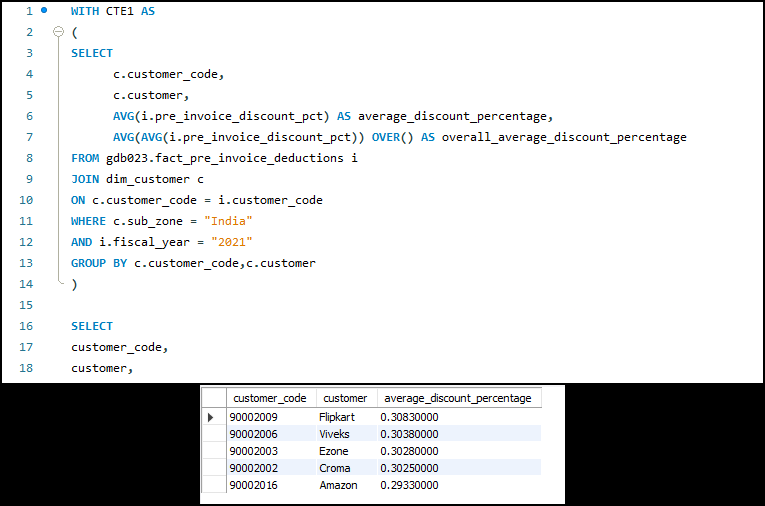 1 WITH CTE1 AS
2 (
3 SELECT
4 c.customer_code,
5 c.customer,
6 AVG(i.pre_invoice_discount_pct) AS average_discount_percentage,
7 AVG(AVG(i.pre_invoice_discount_pct)) OVER() AS overall_average_discount_percentage
8 FROM gdb023.fact_pre_invoice_deductions i
9 JOIN dim_customer c
10 ON c.customer_code = i.customer_code
11 WHERE c.sub_zone = "India"
12 AND i.fiscal_year = "2021"
13 GROUP BY c.customer_code,c.customer
14 )
15
16 SELECT
17 customer_code,
18 customer,
customer_code customer average_discount_percentage
90002009 Flipkart 0.30830000
90002006 Viveks 0.30380000
90002003 Ezone 0.30280000
90002002 Croma 0.30250000
90002016 Amazon 0.29330000